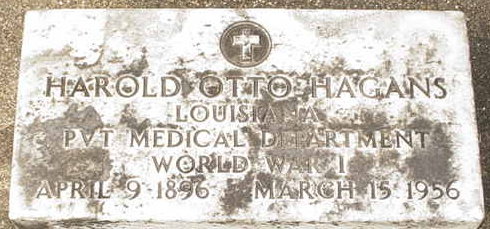 HAROLD OTTO HAGANS
LOUISIANA
PVT MEDICAL DEPARTMENT
WORLD WAR I
APRIL 9 1896 MARCH 15 1956